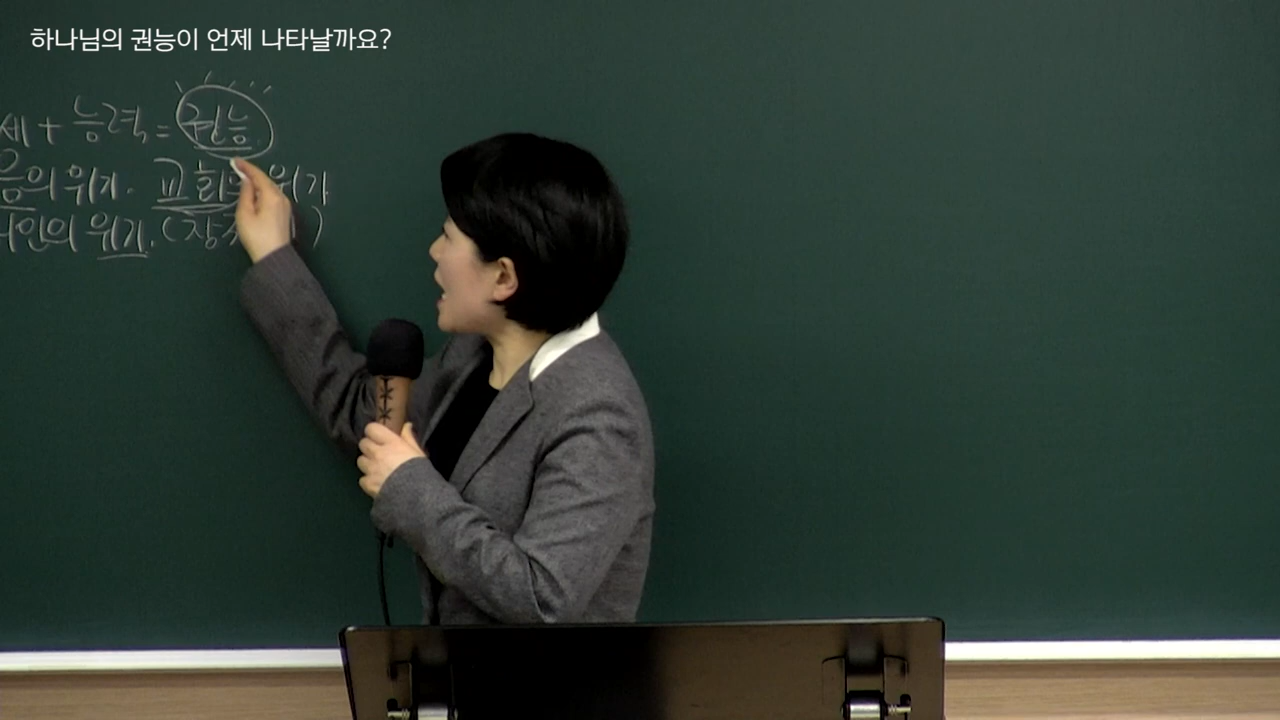 하나님의 권능이 언제 나타날까요?
세 + 능력 = 권능
음의 위기. 교회의 위기
인의 위기. (장